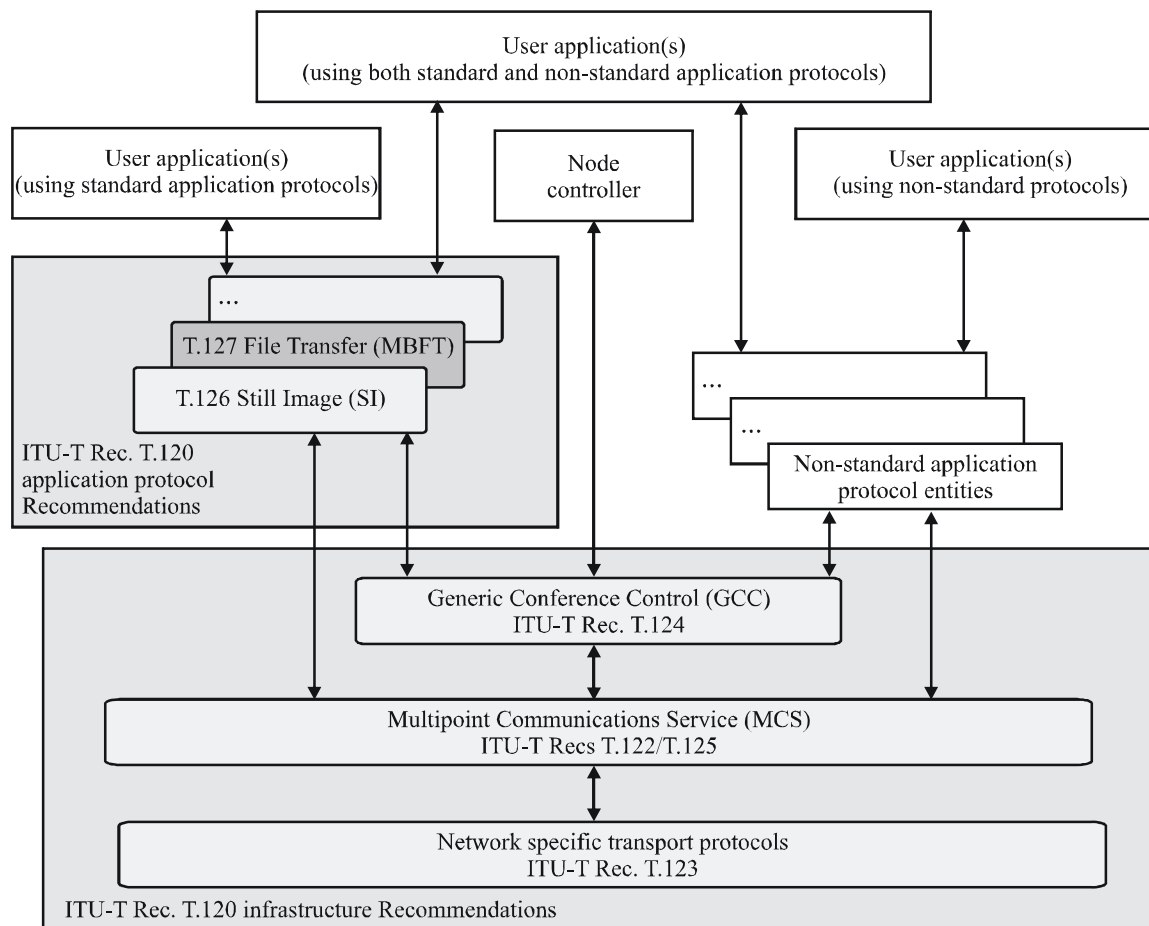 User application(s)
(using both standard and non-standard application protocols)
User application(s)
(using standard application protocols)
Node
controller
User application(s)
(using non-standard protocols)
...
T.127 File Transfer (MBFT)
T.126 Still Image (SI)
ITU-T Rec. T.120
application protocol
Recommendations
...
...
Non-standard application
protocol entities
Generic Conference Control (GCC)
ITU-T Rec. T.124
Multipoint Communications Service (MCS)
ITU-T Recs T.122/T.125
Network specific transport protocols
ITU-T Rec. T.123
ITU-T Rec. T.120 infrastructure Recommendations